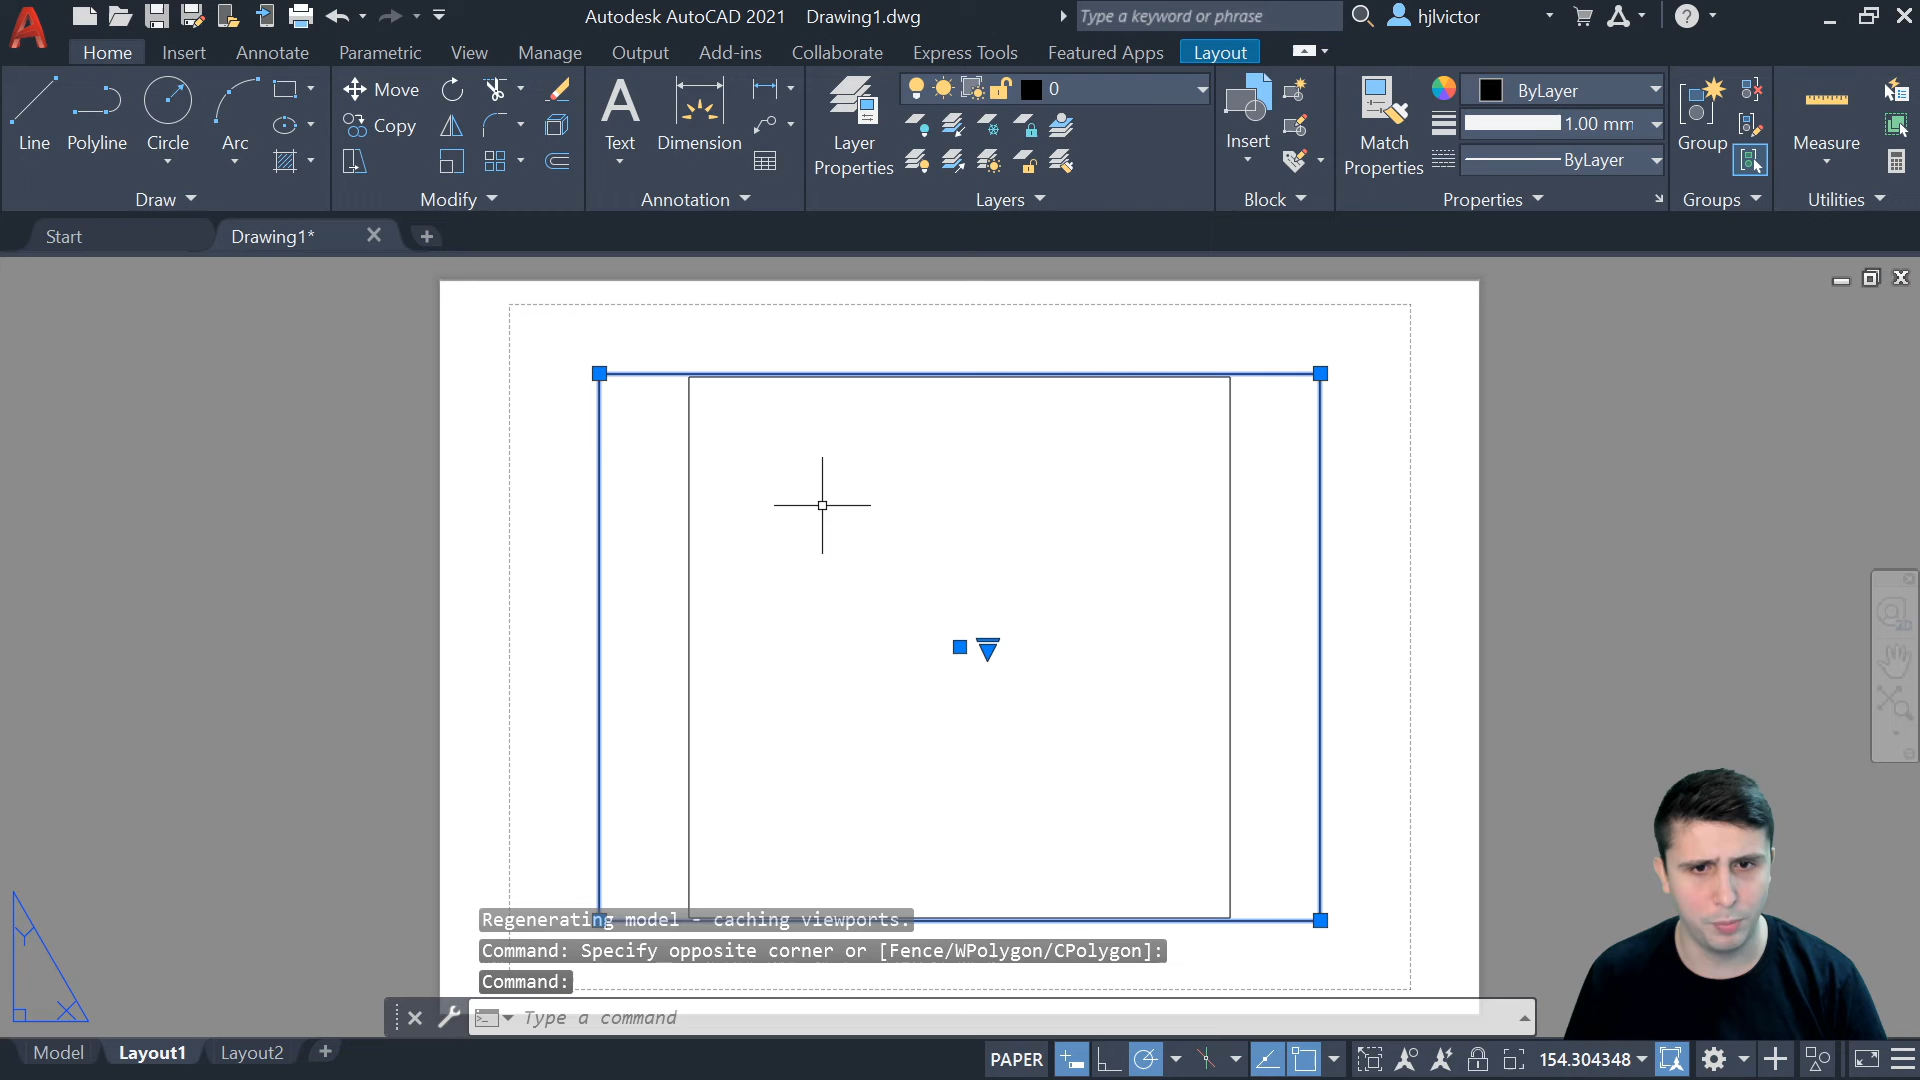 Autodesk AutoCAD 2021 Drawing1.dwg
Type a keyword or phrase
hjlvictor
Home Insert Annotate Parametric View Manage Output Add-ins Collaborate Express Tools Featured Apps Layout
Line Polyline Circle Arc
Move
Copy
Text Dimension
Layer Properties
0
Insert
Match Properties
ByLayer
1.00 mm
ByLayer
Group
Measure
Draw Modify Annotation Layers Block Properties Groups Utilities
Start Drawing1*
Regenerating model - caching viewports.
Command: Specify opposite corner or [Fence/WPolygon/CPolygon]:
Command:
Type a command
Y
X
2D
Model Layout1 Layout2
PAPER
154.304348